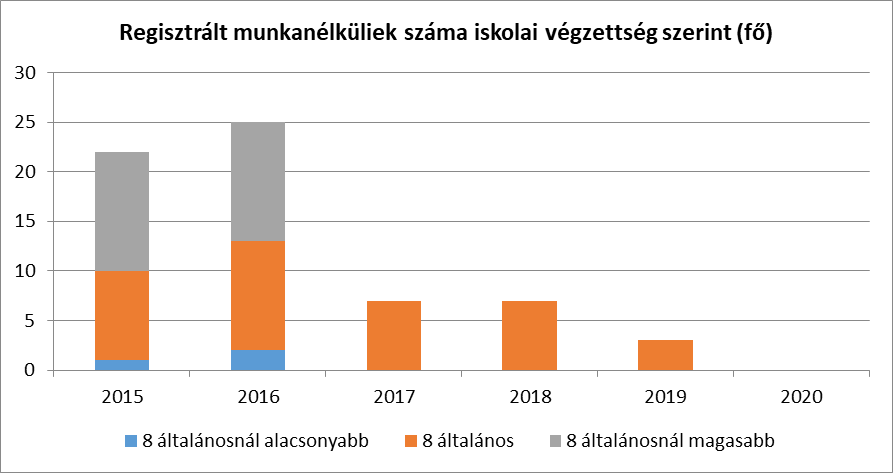 Regisztrált munkanélküliek száma iskolai végzettség szerint (fő)
30
25
20
15
10
5
0
2015 2016 2017 2018 2019 2020
8 általánosnál alacsonyabb 8 általános 8 általánosnál magasabb